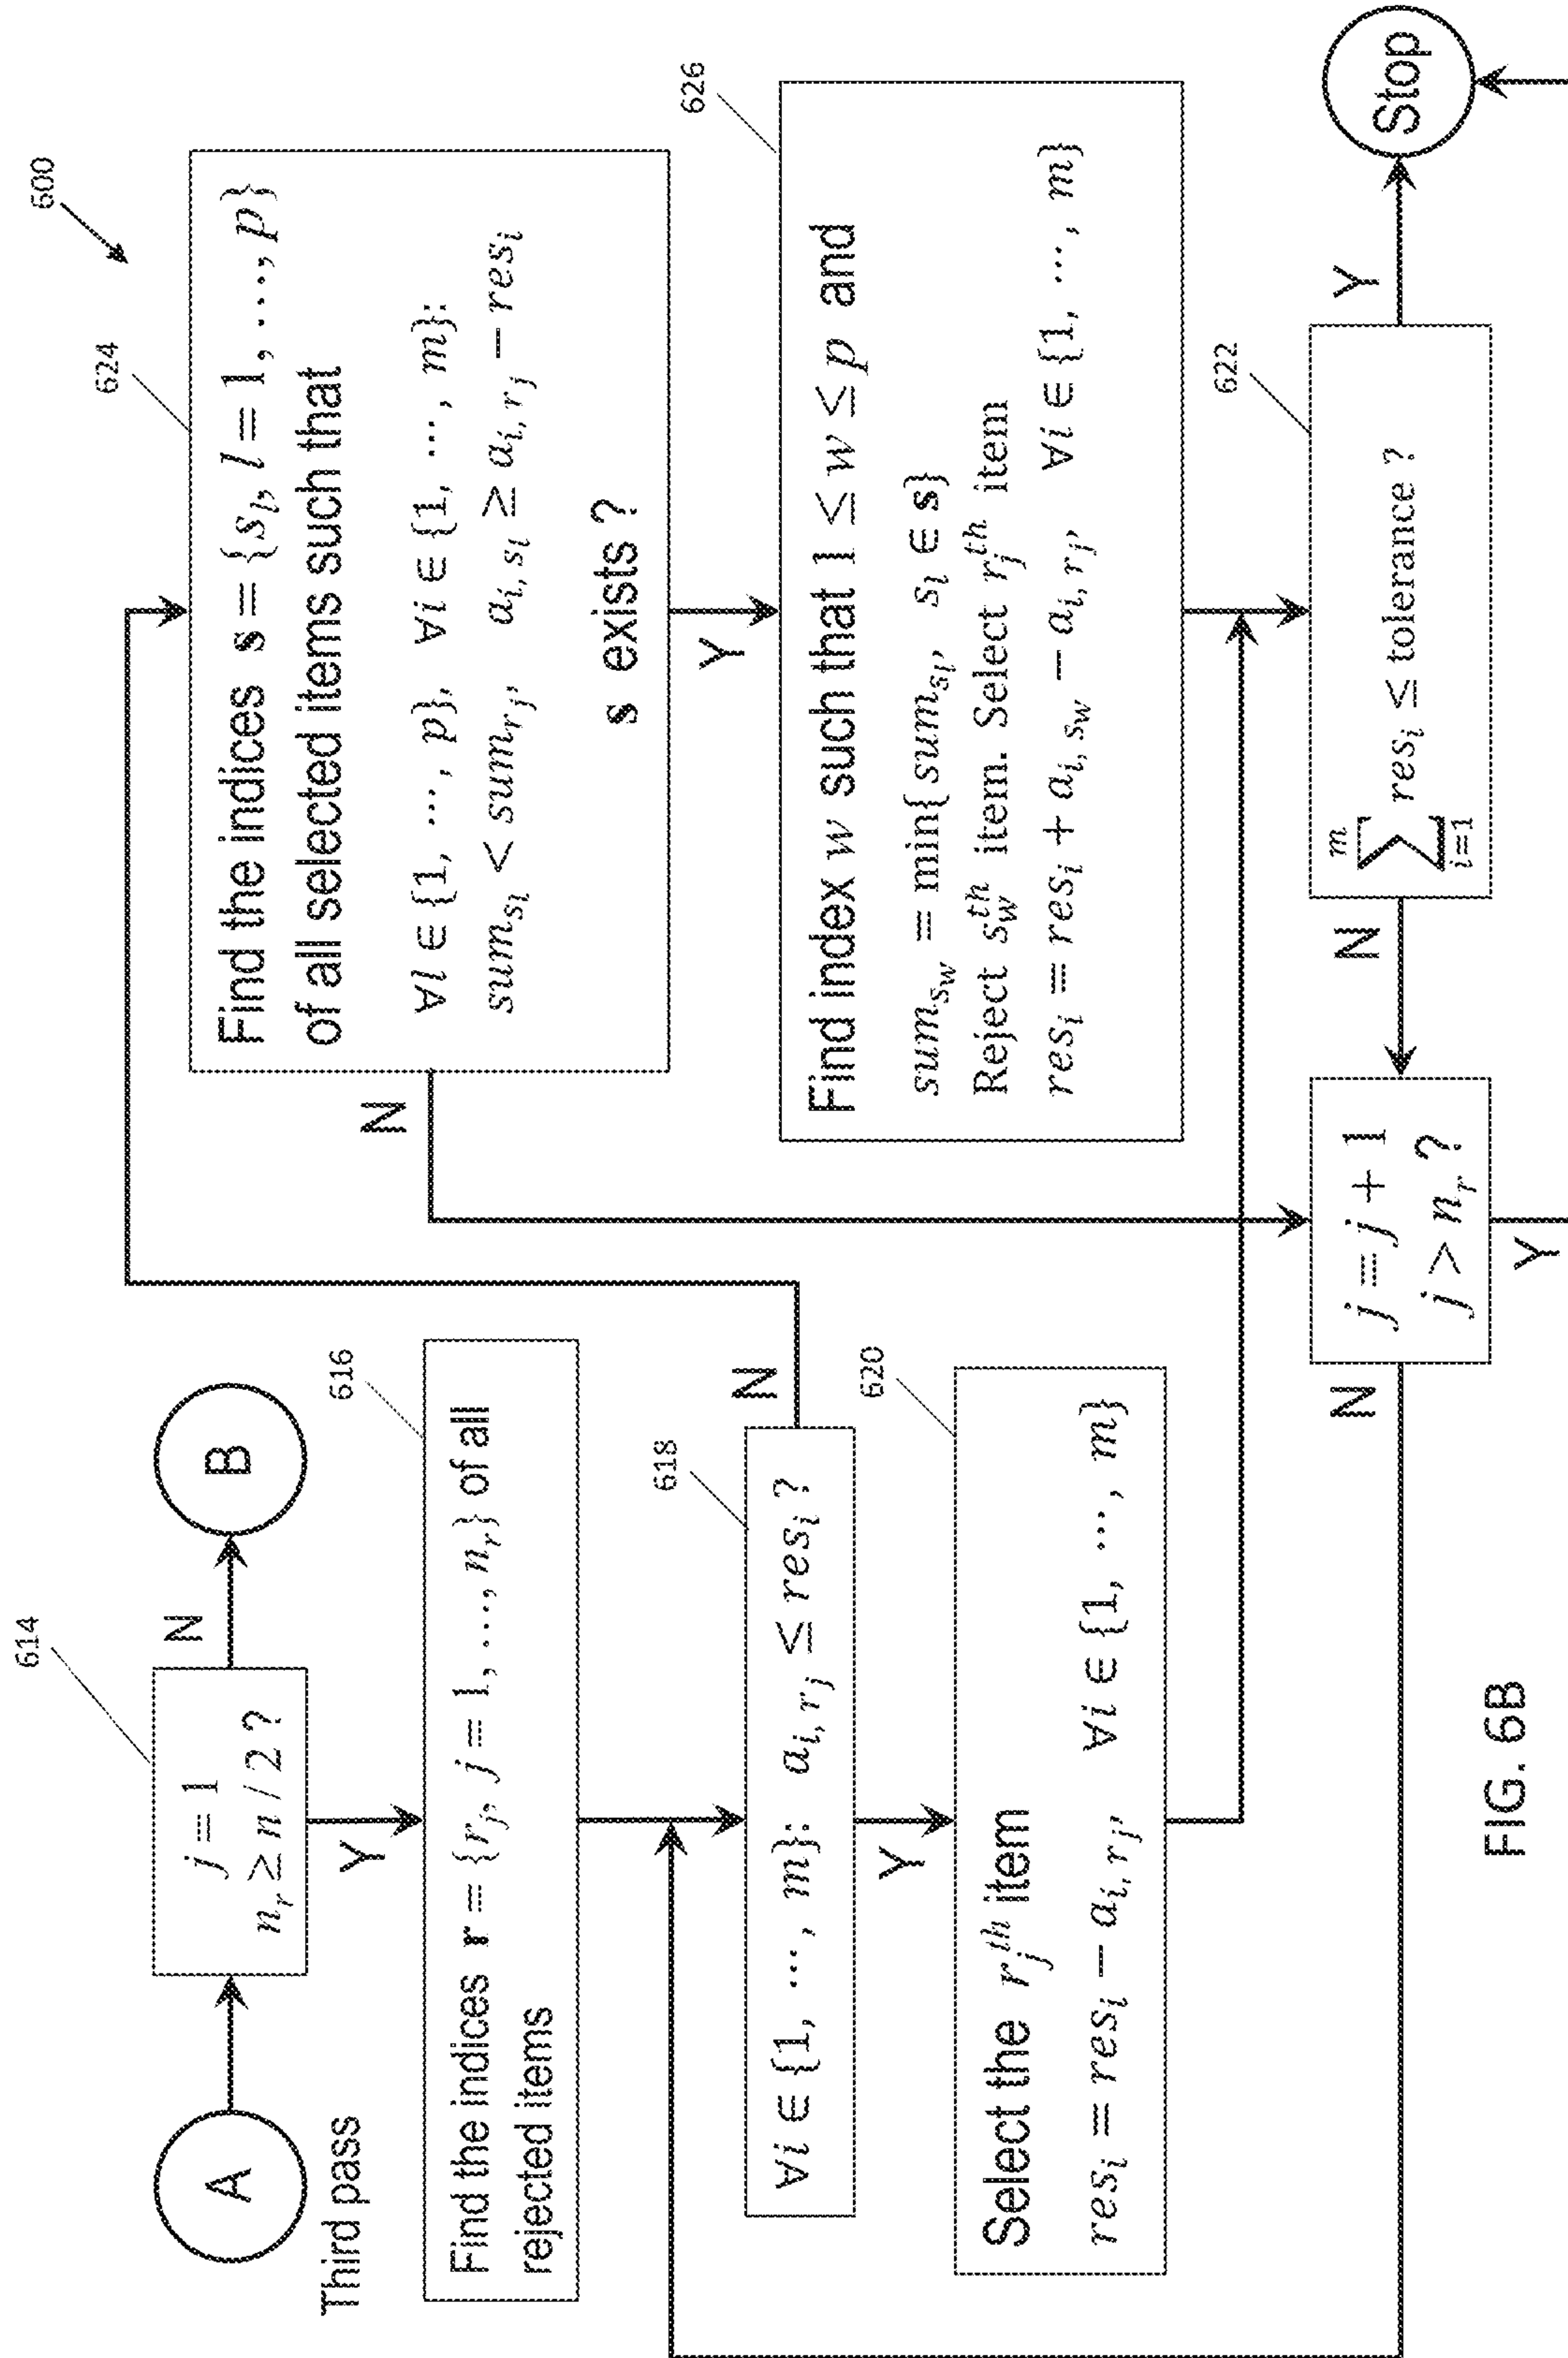 600
A
Third pass
614
j = 1
n_r ≥ n / 2 ?
N
B
Y
616
Find the indices r = {r_j, j = 1, …, n_r} of all
rejected items
618
∀i ∈ {1, ⋯, m}: a_{i, r_j} ≤ res_i ?
N
Y
620
Select the r_j^{th} item
res_i = res_i − a_{i, r_j}, ∀i ∈ {1, ⋯, m}
624
Find the indices s = {s_l, l = 1, …, p}
of all selected items such that
∀l ∈ {1, ⋯, p}, ∀i ∈ {1, ⋯, m}:
sum_{s_l} < sum_{r_j}, a_{i, s_l} ≥ a_{i, r_j} − res_i
s exists ?
N
Y
626
Find index w such that 1 ≤ w ≤ p and
sum_{s_w} = min{sum_{s_l}, s_l ∈ s}
Reject s_w^{th} item. Select r_j^{th} item
res_i = res_i + a_{i, s_w} − a_{i, r_j}, ∀i ∈ {1, ⋯, m}
622
∑_{i=1}^{m} res_i ≤ tolerance ?
Y
Stop
N
j = j + 1
j > n_r ?
N
Y
FIG. 6B